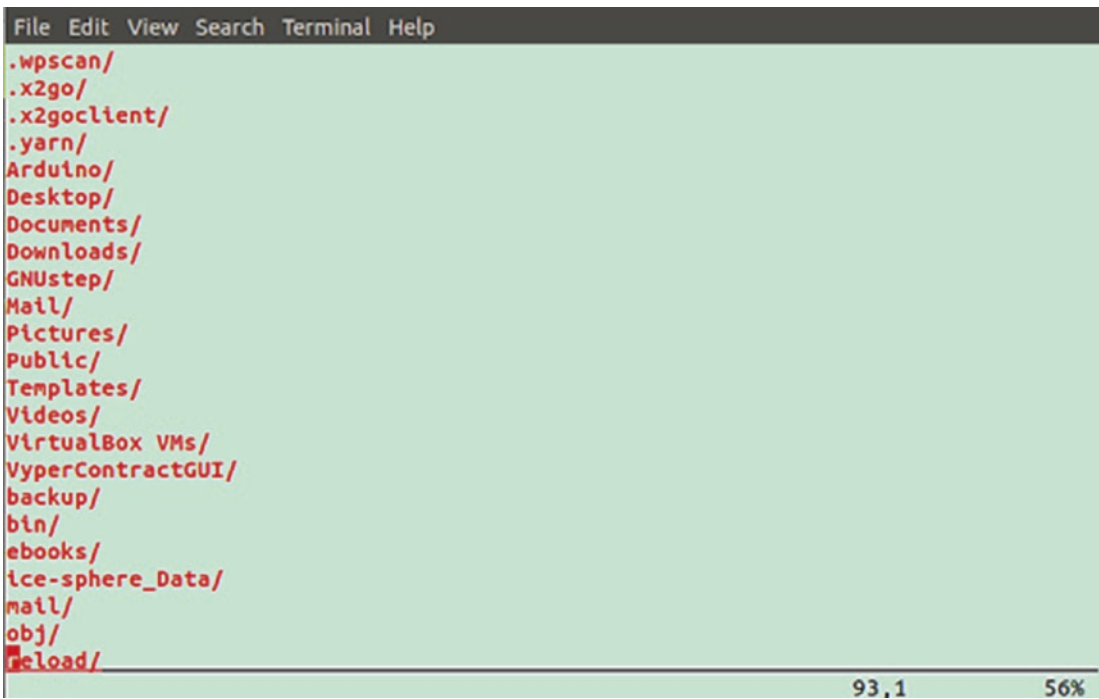 File Edit View Search Terminal Help
.wpscan/
.x2go/
.x2goclient/
.yarn/
Arduino/
Desktop/
Documents/
Downloads/
GNUstep/
Mail/
Pictures/
Public/
Templates/
Videos/
VirtualBox VMs/
VyperContractGUI/
backup/
bin/
ebooks/
ice-sphere_Data/
mail/
obj/
reload/
93,1 56%